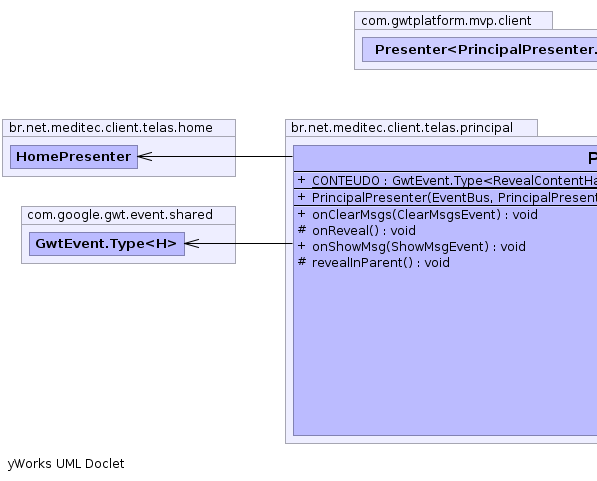 com.gwtplatform.mvp.client
Presenter<PrincipalPresenter.
br.net.meditec.client.telas.home
HomePresenter
br.net.meditec.client.telas.principal
P
+ CONTEUDO : GwtEvent.Type<RevealContentHa
+ PrincipalPresenter(EventBus, PrincipalPresent
+ onClearMsgs(ClearMsgsEvent) : void
# onReveal() : void
+ onShowMsg(ShowMsgEvent) : void
# revealInParent() : void
com.google.gwt.event.shared
GwtEvent.Type<H>
yWorks UML Doclet